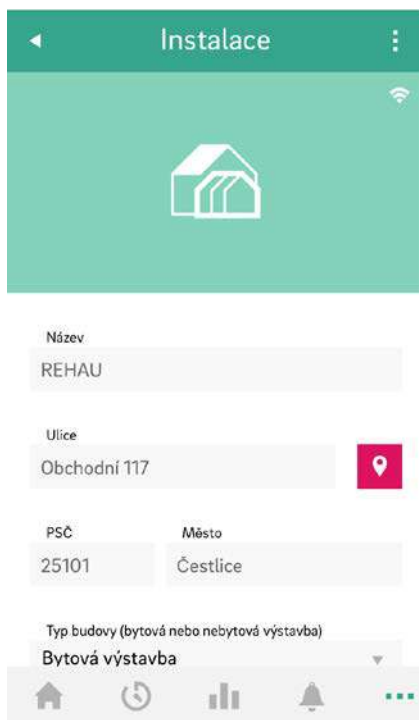 Instalace
Název
REHAU
Ulice
Obchodní 117
PSČ Město
25101 Čestlice
Typ budovy (bytová nebo nebytová výstavba)
Bytová výstavba